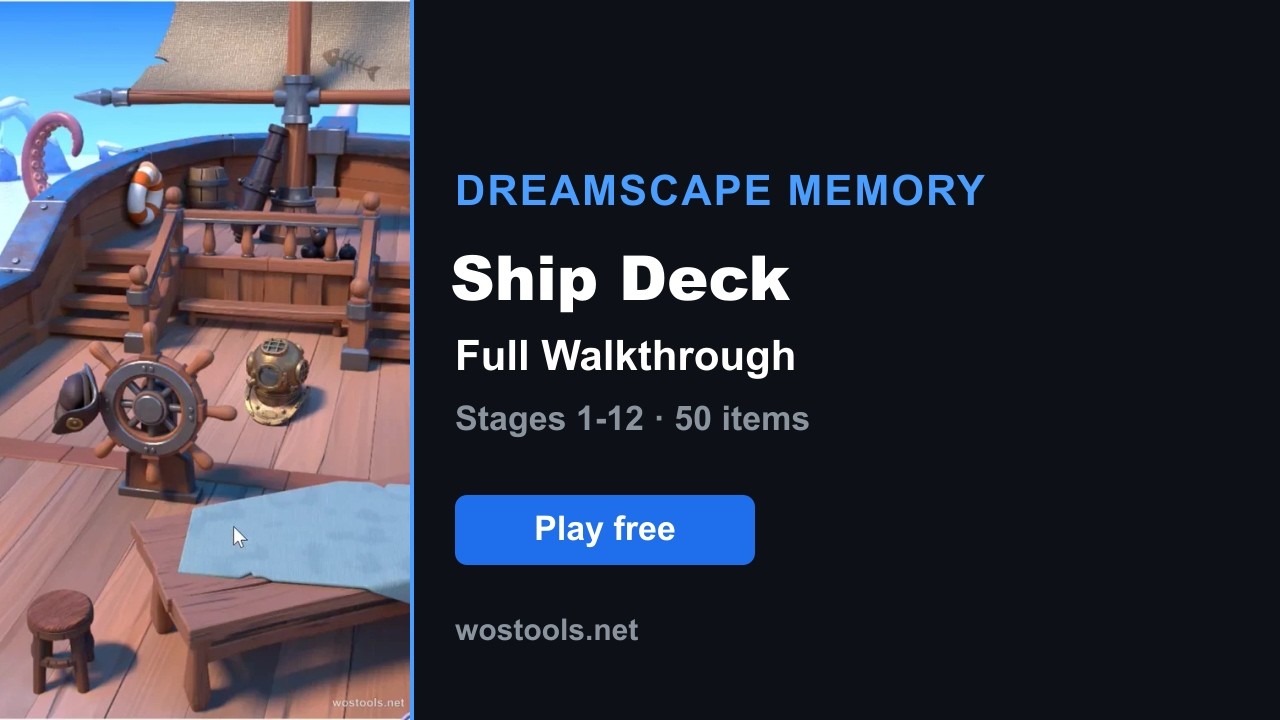 DREAMSCAPE MEMORY
Ship Deck
Full Walkthrough
Stages 1-12 · 50 items
Play free
wostools.net
wostools.net